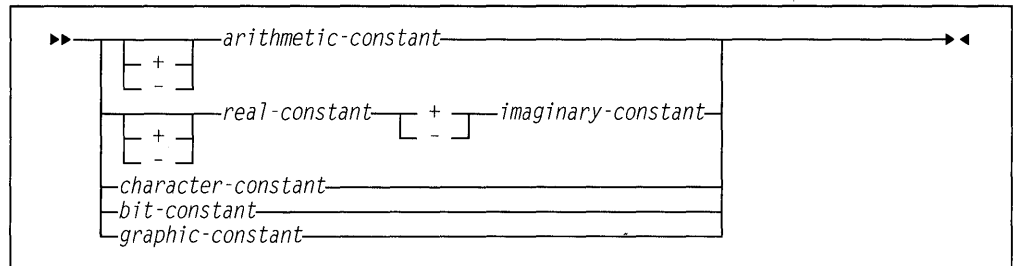 arithmetic-constant
+
-
real-constant + imaginary-constant
-
+
-
character-constant
bit-constant
graphic-constant